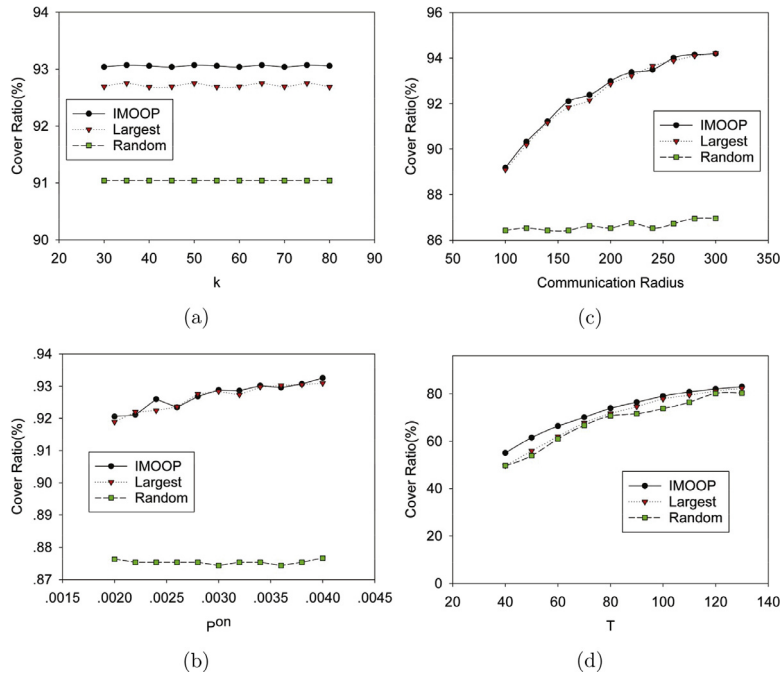 93
92
91
90
Cover Ratio(%)
94
IMOOP
Largest
Random
20
30
40
50
60
70
80
90
k
(a)
96
94
92
90
88
86
Cover Ratio(%)
IMOOP
Largest
Random
50
100
150
200
250
300
350
Communication Radius
(c)
.94
.93
.92
.91
.90
.89
.88
.87
Cover Ratio(%)
IMOOP
Largest
Random
.0015
.0020
.0025
.0030
.0035
.0040
.0045
P^on
(b)
80
60
40
20
0
Cover Ratio(%)
IMOOP
Largest
Random
20
40
60
80
100
120
140
T
(d)